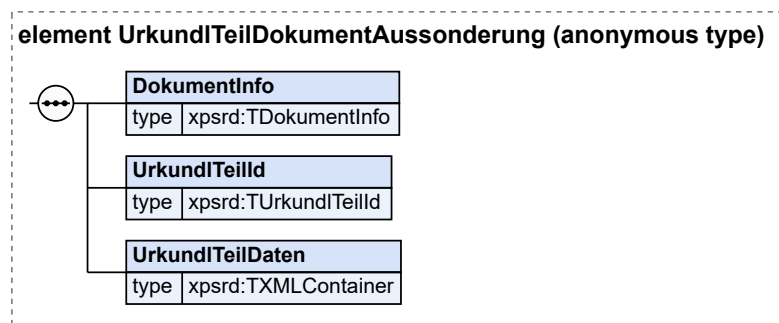 element UrkundlTeilDokumentAussonderung (anonymous type)
DokumentInfo
type xpsrd:TDokumentInfo
UrkundlTeilId
type xpsrd:TUrkundlTeilId
UrkundlTeilDaten
type xpsrd:TXMLContainer